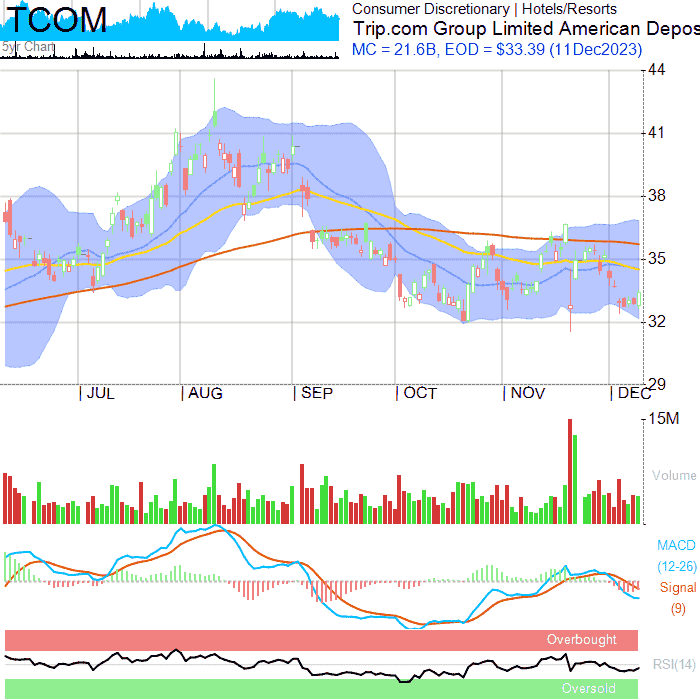 TCOM
5yr Chart
Consumer Discretionary | Hotels/Resorts
Trip.com Group Limited American Depos
MC = 21.6B, EOD = $33.39 (11Dec2023)
44
41
38
35
32
29
JUL AUG SEP OCT NOV DEC
15M
Volume
MACD
(12-26)
Signal
(9)
Overbought
RSI(14)
Oversold